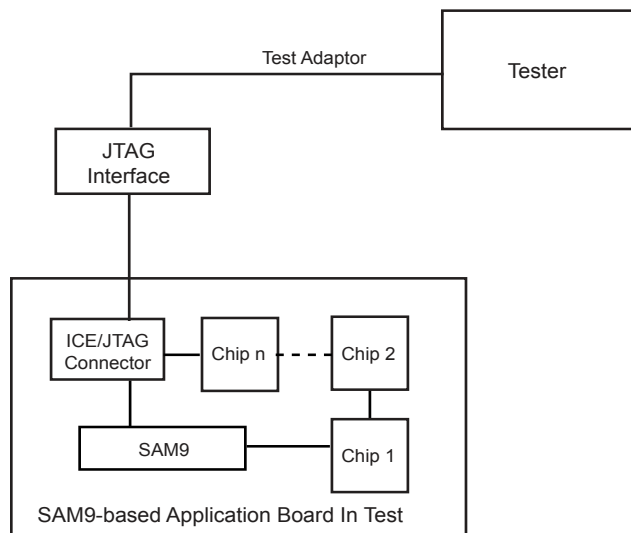 Test Adaptor
Tester
JTAG
Interface
ICE/JTAG
Connector
Chip n
Chip 2
SAM9
Chip 1
SAM9-based Application Board In Test